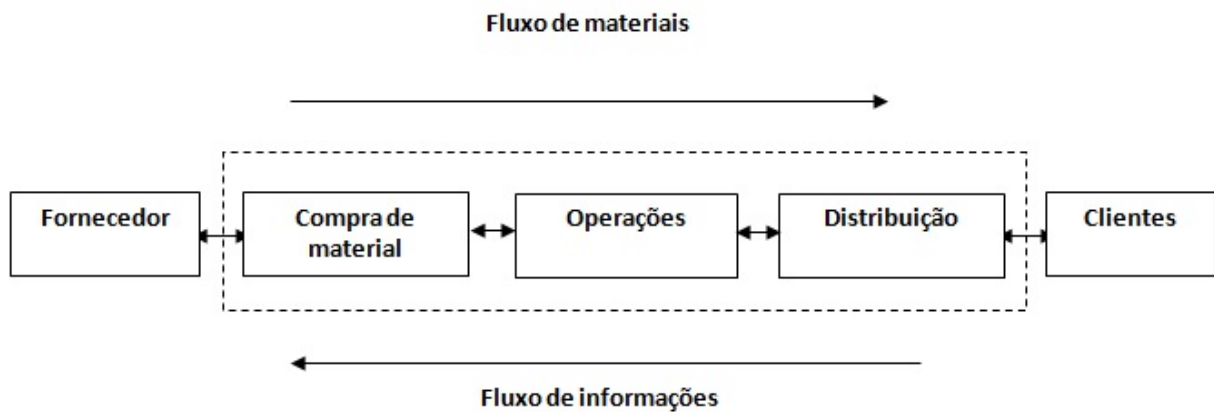 Fluxo de materiais
Fornecedor
Compra de
material
Operações
Distribuição
Clientes
Fluxo de informações